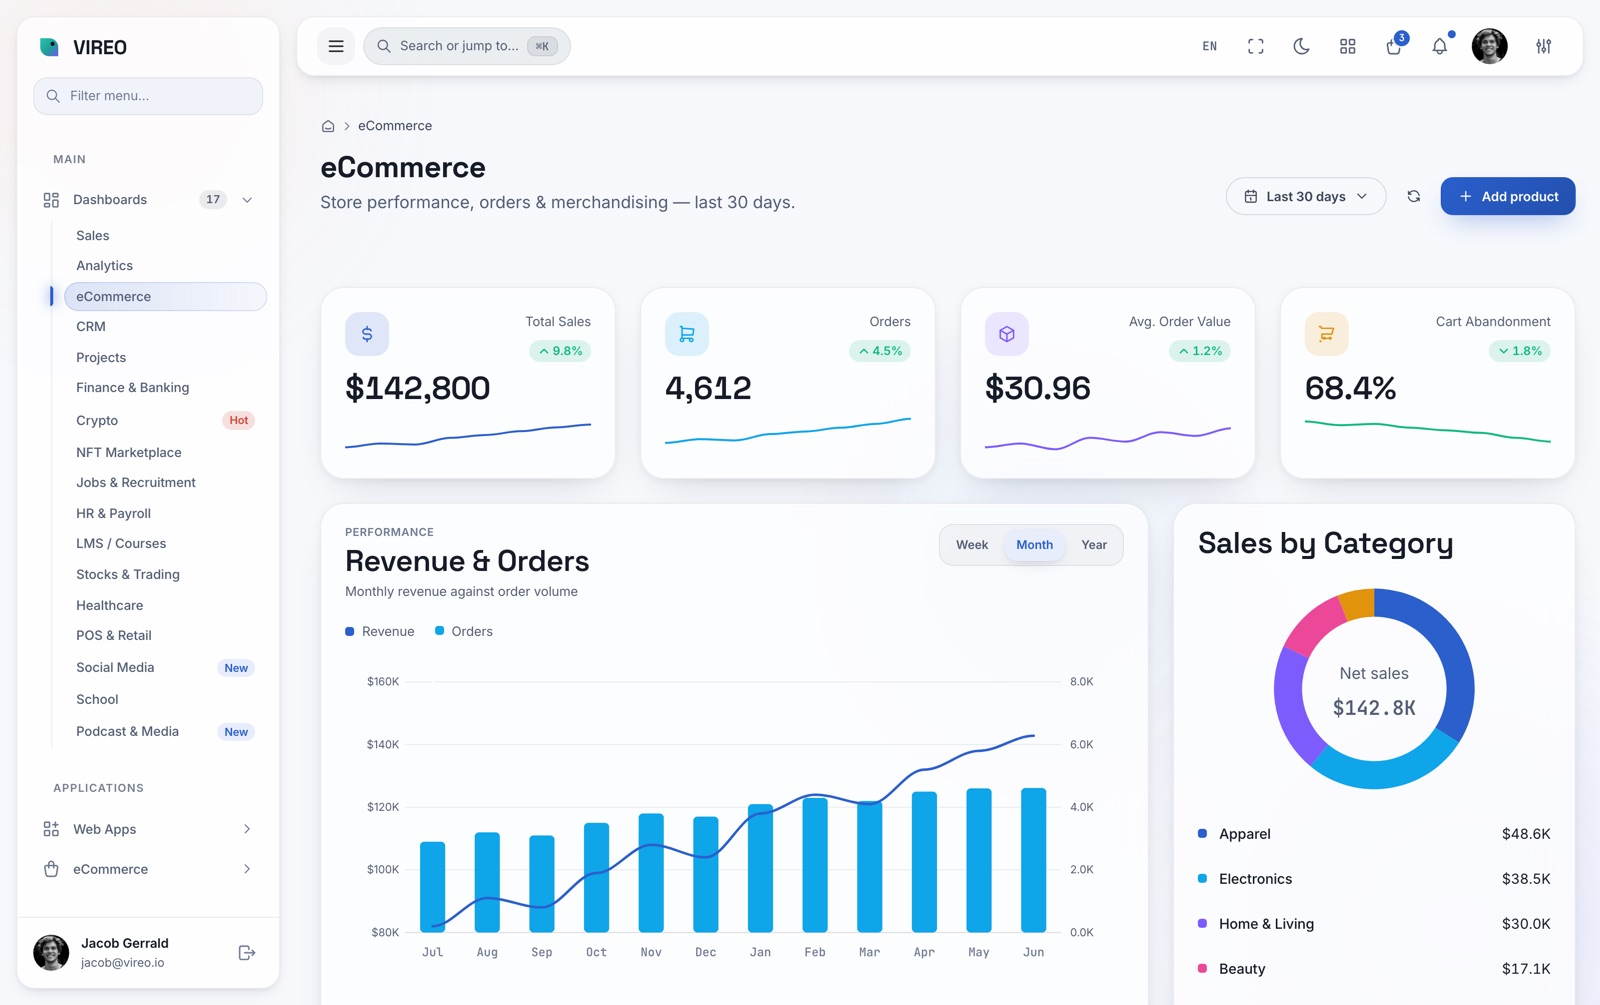 VIREO
Filter menu...
MAIN
Dashboards 17
Sales
Analytics
eCommerce
CRM
Projects
Finance & Banking
Crypto Hot
NFT Marketplace
Jobs & Recruitment
HR & Payroll
LMS / Courses
Stocks & Trading
Healthcare
POS & Retail
Social Media New
School
Podcast & Media New
APPLICATIONS
Web Apps
eCommerce
Jacob Gerrald
jacob@vireo.io
Search or jump to... ⌘K
EN
3
eCommerce
eCommerce
Store performance, orders & merchandising — last 30 days.
Last 30 days
Add product
Total Sales
9.8%
$142,800
Orders
4.5%
4,612
Avg. Order Value
1.2%
$30.96
Cart Abandonment
1.8%
68.4%
PERFORMANCE
Revenue & Orders
Monthly revenue against order volume
Week Month Year
Revenue Orders
$160K 8.0K
$140K 6.0K
$120K 4.0K
$100K 2.0K
$80K 0.0K
Jul Aug Sep Oct Nov Dec Jan Feb Mar Apr May Jun
Sales by Category
Net sales
$142.8K
Apparel $48.6K
Electronics $38.5K
Home & Living $30.0K
Beauty $17.1K